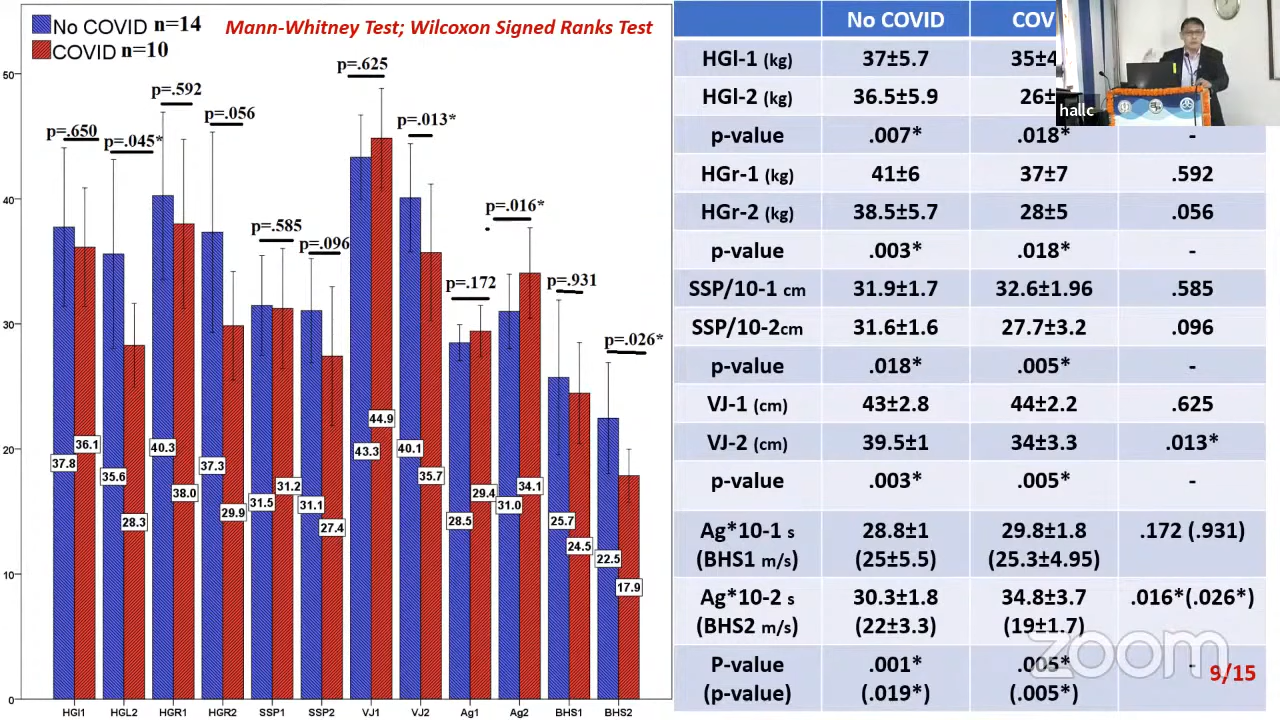 No COVID n=14
COVID n=10
Mann-Whitney Test; Wilcoxon Signed Ranks Test
50
40
30
20
10
0
p=.650
p=.045*
p=.592
p=.056
p=.585
p=.096
p=.625
p=.013*
p=.172
p=.016*
p=.931
p=.026*
37.8
36.1
35.6
28.3
40.3
38.0
37.3
29.9
31.5
31.2
31.1
27.4
43.3
44.9
40.1
35.7
28.5
29.4
31.0
34.1
25.7
24.5
22.5
17.9
HGl1 HGL2 HGR1 HGR2 SSP1 SSP2 VJ1 VJ2 Ag1 Ag2 BHS1 BHS2
No COVID
HGl-1 (kg) 37±5.7
HGl-2 (kg) 36.5±5.9
p-value .007* .018* -
HGr-1 (kg) 41±6 37±7 .592
HGr-2 (kg) 38.5±5.7 28±5 .056
p-value .003* .018* -
SSP/10-1 cm 31.9±1.7 32.6±1.96 .585
SSP/10-2cm 31.6±1.6 27.7±3.2 .096
p-value .018* .005* -
VJ-1 (cm) 43±2.8 44±2.2 .625
VJ-2 (cm) 39.5±1 34±3.3 .013*
p-value .003* .005* -
Ag*10-1 s 28.8±1 29.8±1.8 .172 (.931)
(BHS1 m/s) (25±5.5) (25.3±4.95)
Ag*10-2 s 30.3±1.8 34.8±3.7 .016*(.026*)
(BHS2 m/s) (22±3.3) (19±1.7)
P-value .001* .005* -
(p-value) (.019*) (.005*)
hallc
zoom
9/15